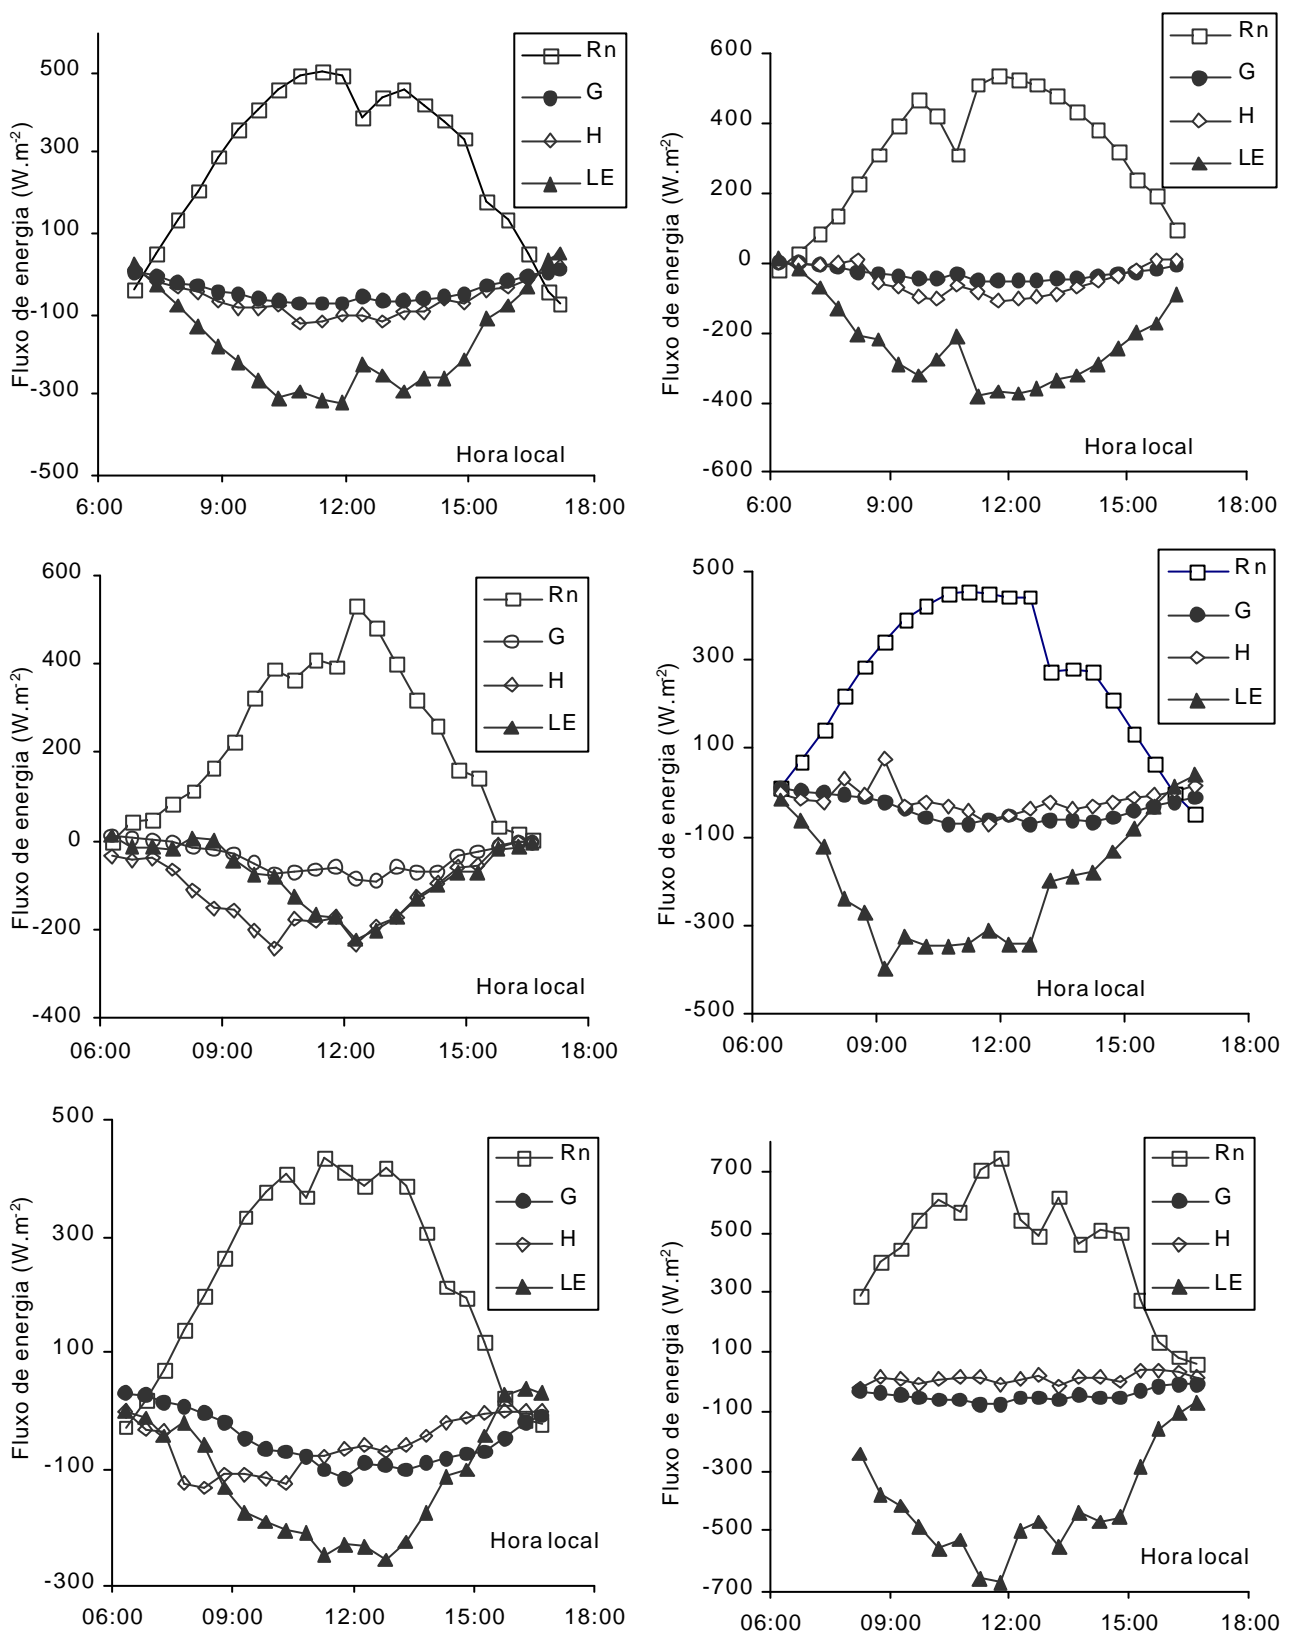 Fluxo de energia (W.m-2)
500
300
100
-100
-300
-500
6:00 9:00 12:00 15:00 18:00
Hora local
Rn
G
H
LE
Fluxo de energia (W.m-2)
600
400
200
0
-200
-400
-600
6:00 9:00 12:00 15:00 18:00
Hora local
Rn
G
H
LE
Fluxo de energia (W.m-2)
600
400
200
0
-200
-400
06:00 09:00 12:00 15:00 18:00
Hora local
Rn
G
H
LE
Fluxo de energia (W.m-2)
500
300
100
-100
-300
-500
06:00 09:00 12:00 15:00 18:00
Hora local
Rn
G
H
LE
Fluxo de energia (W.m-2)
500
300
100
-100
-300
06:00 09:00 12:00 15:00 18:00
Hora local
Rn
G
H
LE
Fluxo de energia (W.m-2)
700
500
300
100
-100
-300
-500
-700
06:00 09:00 12:00 15:00 18:00
Hora local
Rn
G
H
LE